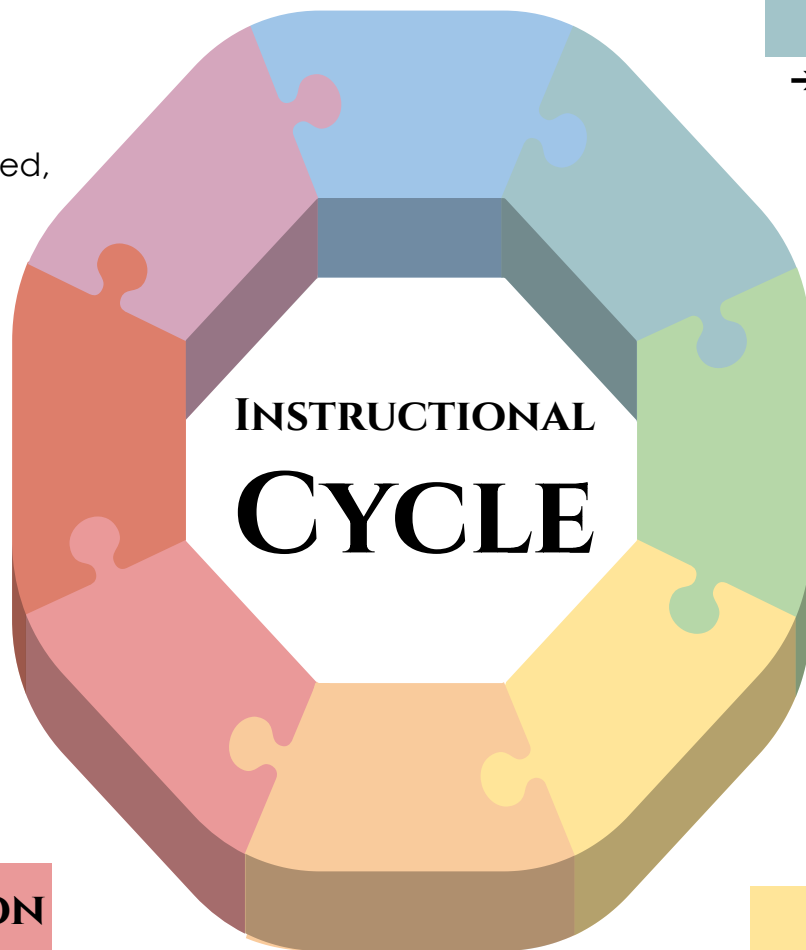 →
ed,
INSTRUCTIONAL
CYCLE
ON